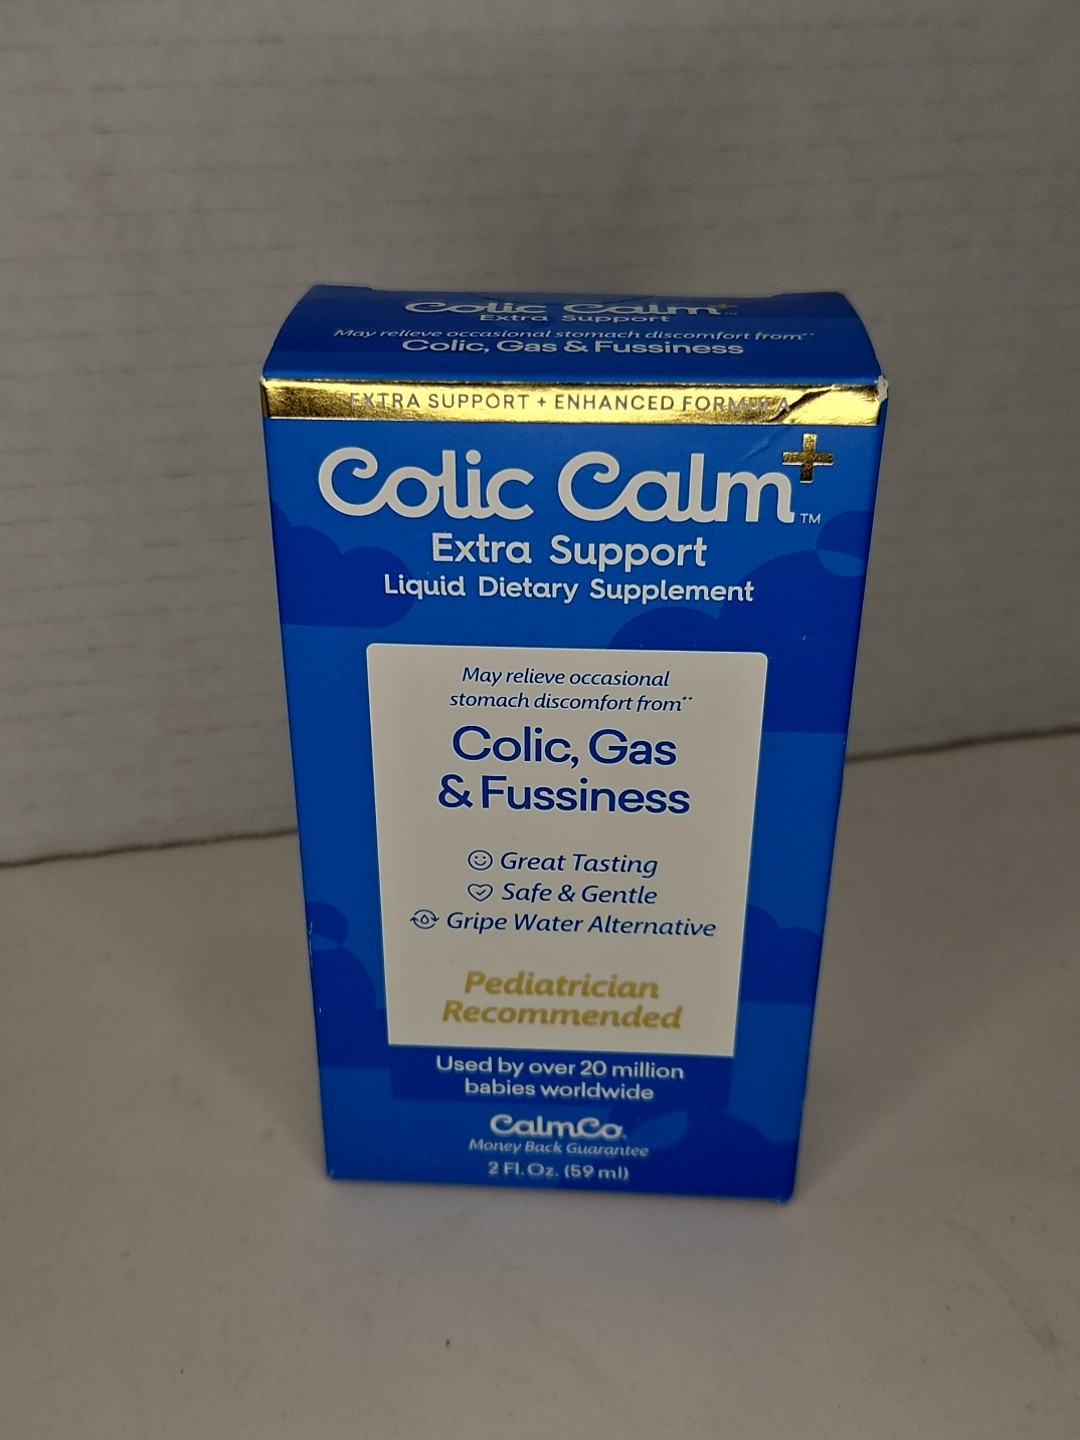 Colic Calm+™
Extra Support
May relieve occasional stomach discomfort from*⁺
Colic, Gas & Fussiness
EXTRA SUPPORT + ENHANCED FORMULA
Colic Calm+™
Extra Support
Liquid Dietary Supplement
May relieve occasional
stomach discomfort from*⁺
Colic, Gas
& Fussiness
Great Tasting
Safe & Gentle
Gripe Water Alternative
Pediatrician
Recommended
Used by over 20 million
babies worldwide
CalmCo.
Money Back Guarantee
2 Fl. Oz. (59 ml)